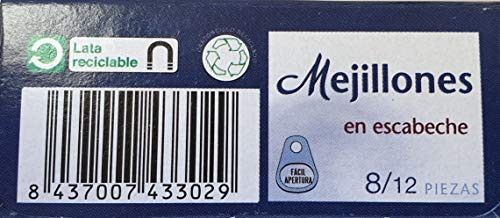 Lata
reciclable
Mejillones
en escabeche
FÁCIL
APERTURA
8/12 PIEZAS
8 437007 433029